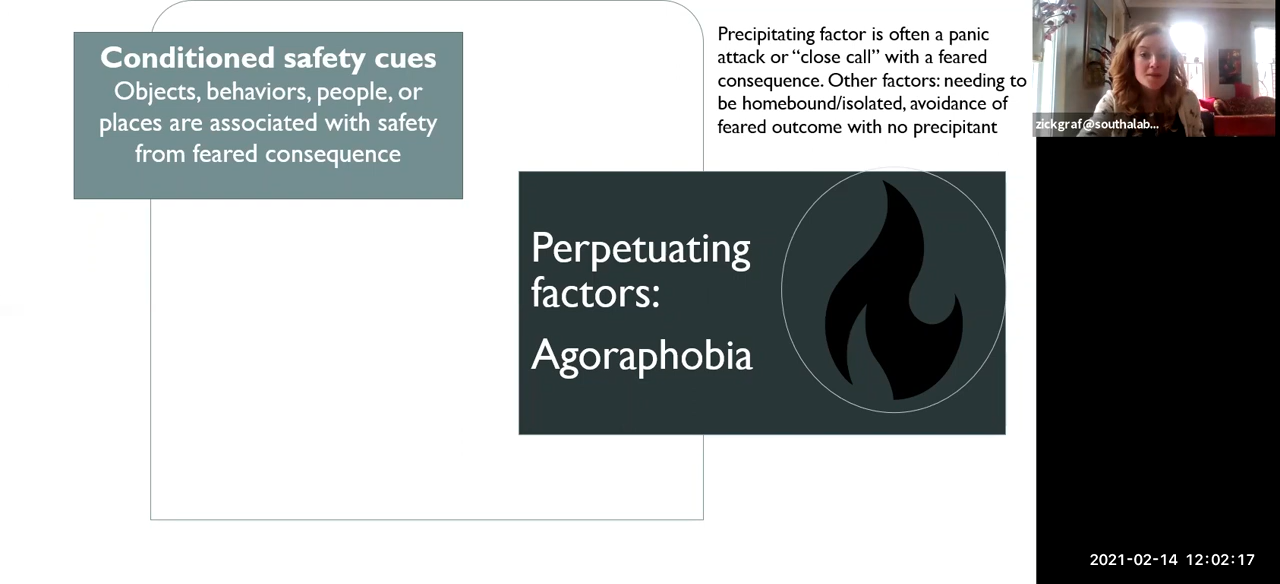 Conditioned safety cues
Objects, behaviors, people, or
places are associated with safety
from feared consequence
Precipitating factor is often a panic
attack or “close call” with a feared
consequence. Other factors: needing to
be homebound/isolated, avoidance of
feared outcome with no precipitant
zickgraf@southalab...
Perpetuating
factors:
Agoraphobia
2021-02-14 12:02:17